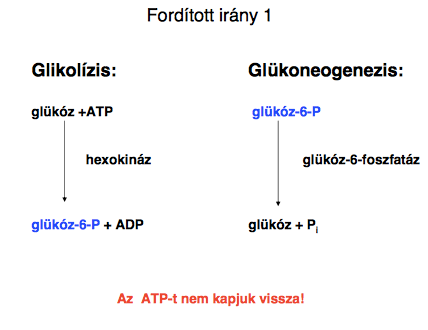 Fordított irány 1
Glikolízis:
glükóz +ATP
hexokináz
glükóz-6-P + ADP
Glükoneogenezis:
glükóz-6-P
glükóz-6-foszfatáz
glükóz + Pi
Az ATP-t nem kapjuk vissza!